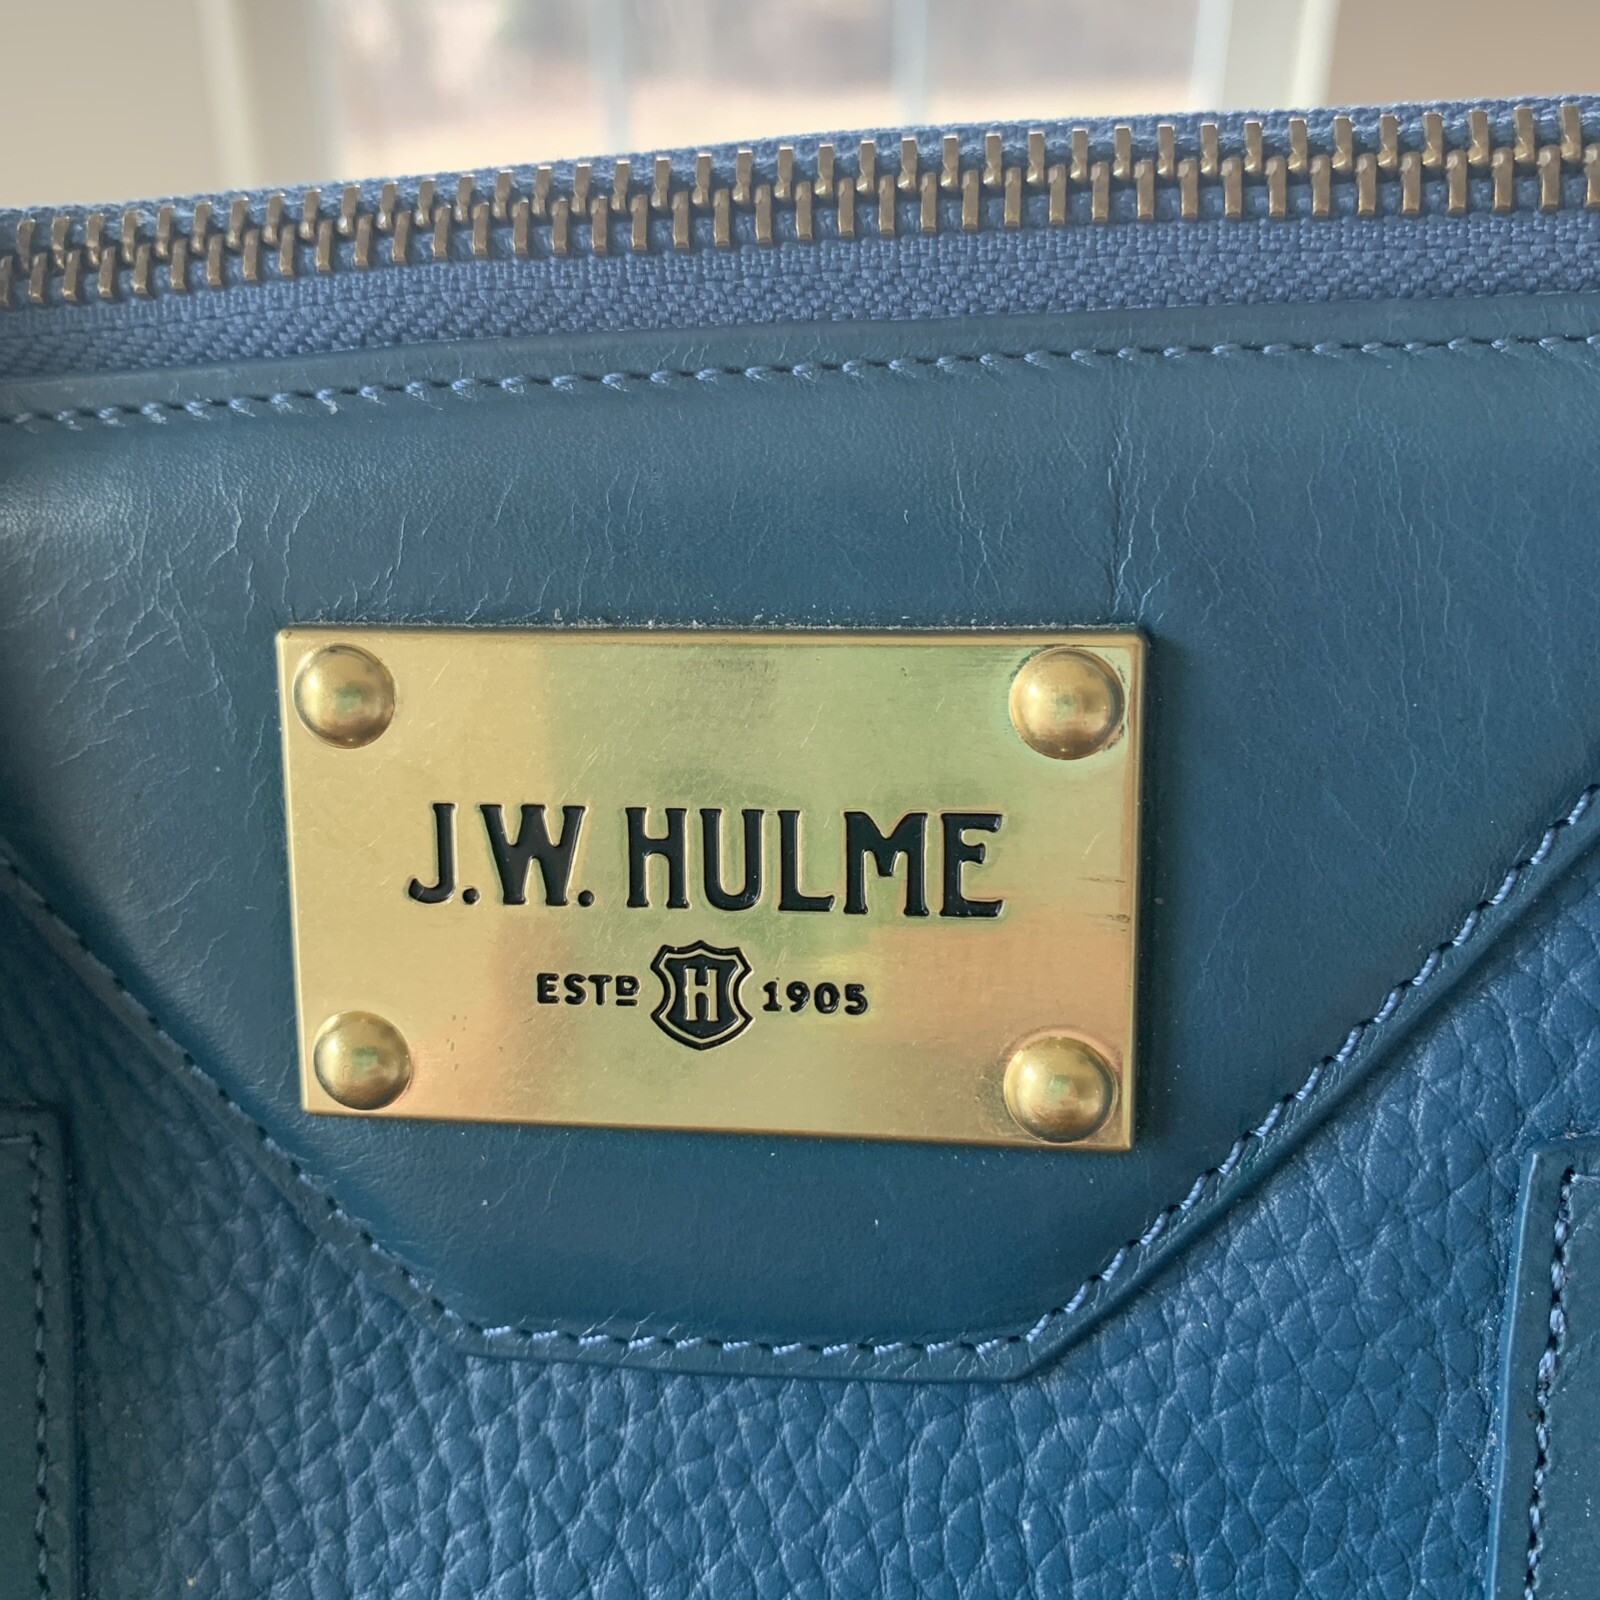 J.W. HULME
ESTD H 1905